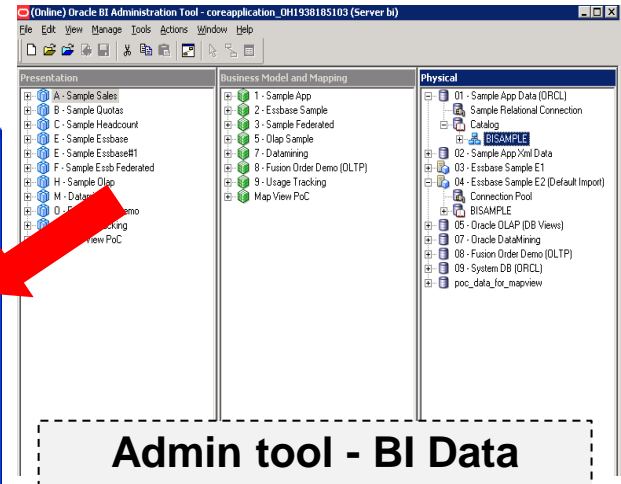 (Online) Oracle BI Administration Tool - coreapplication_OH1938185103 (Server bi)
File Edit View Manage Tools Actions Window Help
Presentation
A - Sample Sales
B - Sample Quotas
C - Sample Headcount
E - Sample Essbase
E - Sample Essbase#1
F - Sample Essb Federated
H - Sample Olap
M - Datam
emo
king
View PoC
Business Model and Mapping
1 - Sample App
2 - Essbase Sample
3 - Sample Federated
5 - Olap Sample
7 - Datamining
8 - Fusion Order Demo (OLTP)
9 - Usage Tracking
Map View PoC
Physical
01 - Sample App Data (ORCL)
Sample Relational Connection
Catalog
BISAMPLE
02 - Sample App Xml Data
03 - Essbase Sample E1
04 - Essbase Sample E2 (Default Import)
Connection Pool
BISAMPLE
05 - Oracle OLAP (DB Views)
07 - Oracle DataMining
08 - Fusion Order Demo (OLTP)
09 - System DB (ORCL)
poc_data_for_mapview
Admin tool - BI Data